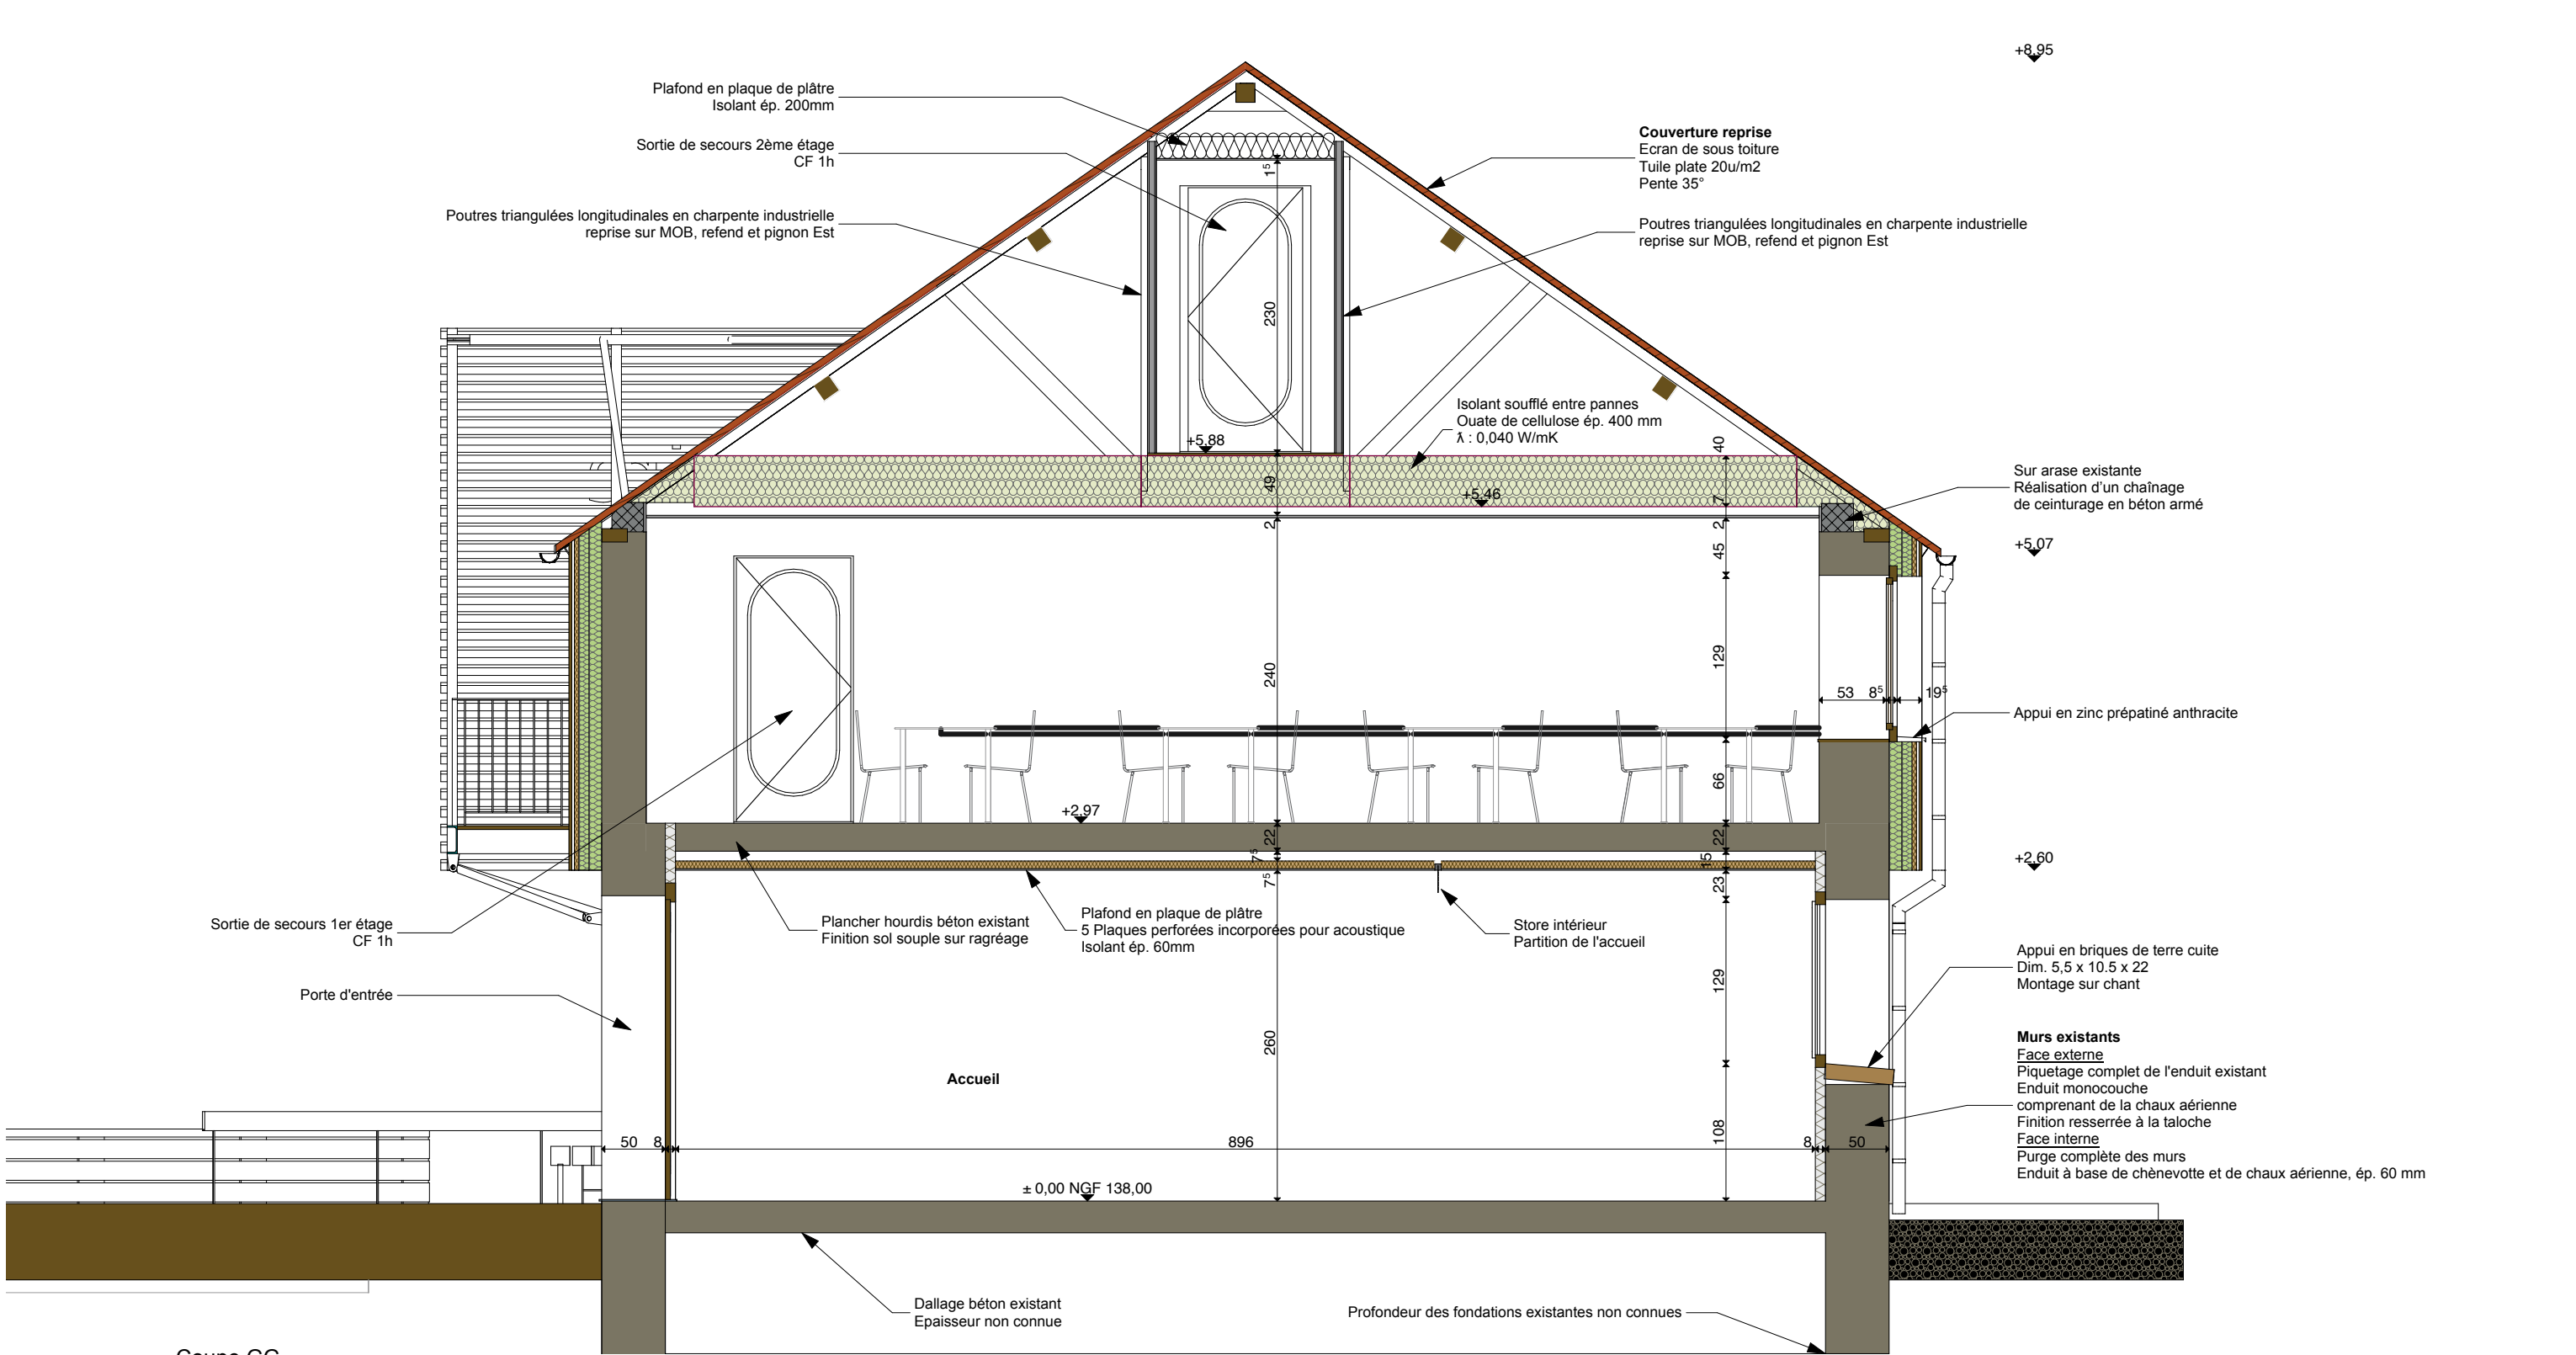 +8,95
Plafond en plaque de plâtre
Isolant ép. 200mm
Sortie de secours 2ème étage
CF 1h
Poutres triangulées longitudinales en charpente industrielle
reprise sur MOB, refend et pignon Est
Couverture reprise
Ecran de sous toiture
Tuile plate 20u/m2
Pente 35°
Poutres triangulées longitudinales en charpente industrielle
reprise sur MOB, refend et pignon Est
1⁵
230
Isolant soufflé entre pannes
Ouate de cellulose ép. 400 mm
λ : 0,040 W/mK
+5,88
40
49
+5,46
7
2
2
45
Sur arase existante
Réalisation d'un chaînage
de ceinturage en béton armé
+5,07
240
129
53
8⁵
19⁵
Appui en zinc prépatiné anthracite
66
+2,97
22
22
7⁵
15
7⁵
23
+2,60
Sortie de secours 1er étage
CF 1h
Plancher hourdis béton existant
Finition sol souple sur ragréage
Plafond en plaque de plâtre
5 Plaques perforées incorporées pour acoustique
Isolant ép. 60mm
Store intérieur
Partition de l'accueil
Porte d'entrée
129
260
Appui en briques de terre cuite
Dim. 5,5 x 10.5 x 22
Montage sur chant
Accueil
Murs existants
Face externe
Piquetage complet de l'enduit existant
Enduit monocouche
comprenant de la chaux aérienne
Finition resserrée à la taloche
Face interne
Purge complète des murs
Enduit à base de chènevotte et de chaux aérienne, ép. 60 mm
50
8
896
108
8
50
± 0,00 NGF 138,00
Dallage béton existant
Epaisseur non connue
Profondeur des fondations existantes non connues